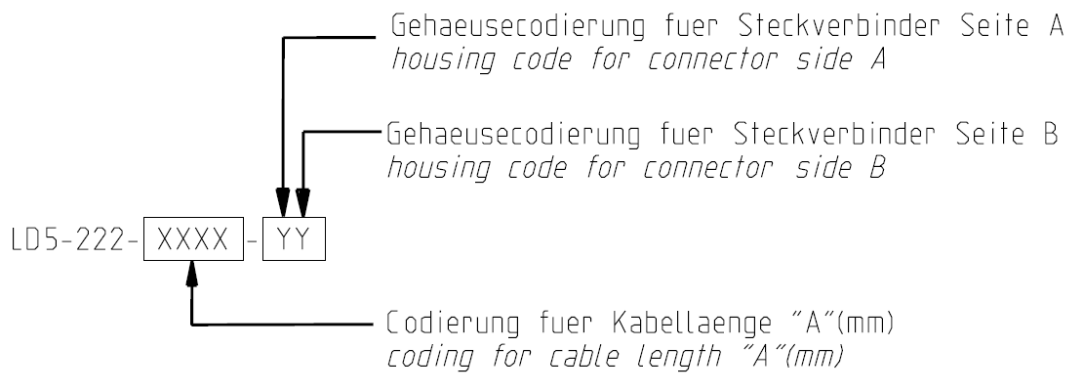 Gehaeusecodierung fuer Steckverbinder Seite A
housing code for connector side A
Gehaeusecodierung fuer Steckverbinder Seite B
housing code for connector side B
LD5-222-XXXX-YY
Codierung fuer Kabellaenge "A"(mm)
coding for cable length "A"(mm)